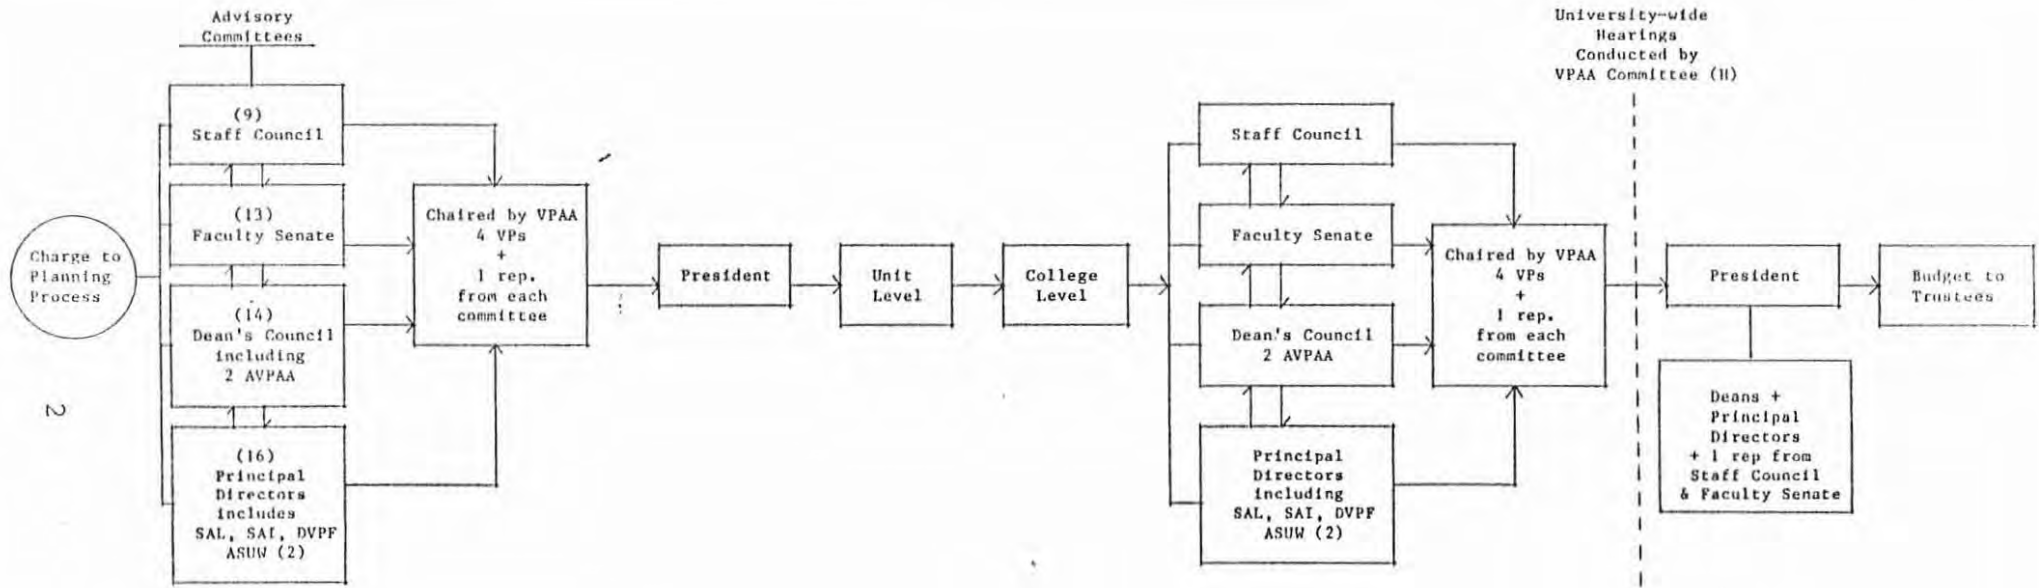 Advisory
Committees
(9)
Staff Council
(13)
Faculty Senate
(14)
Dean's Council
including
2 AVPAA
(16)
Principal
Directors
includes
SAL, SAI, DVPF
ASUW (2)
Charge to
Planning
Process
2
Chaired by VPAA
4 VPs
+
1 rep.
from each
committee
President
Unit
Level
College
Level
Staff Council
Faculty Senate
Dean's Council
2 AVPAA
Principal
Directors
including
SAL, SAI, DVPF
ASUW (2)
Chaired by VPAA
4 VPs
+
1 rep.
from each
committee
University-wide
Hearings
Conducted by
VPAA Committee (H)
President
Deans +
Principal
Directors
+ 1 rep from
Staff Council
& Faculty Senate
Budget to
Trustees